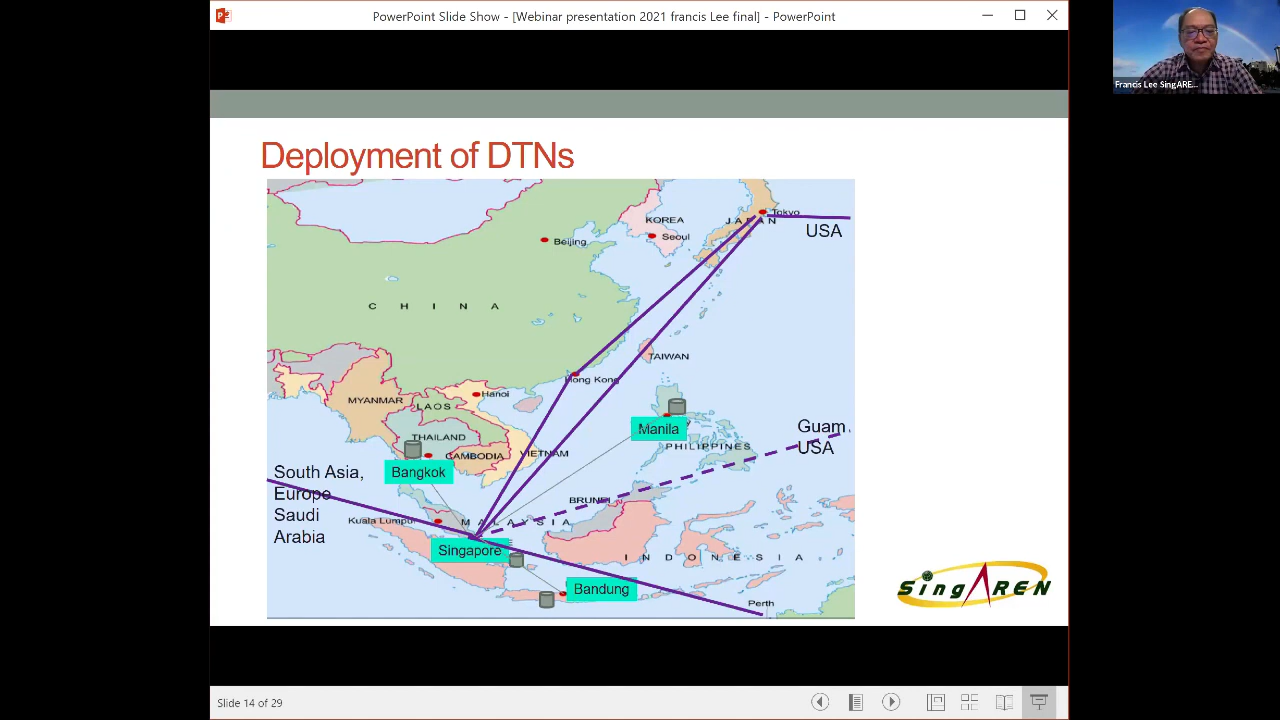 PowerPoint Slide Show - [Webinar presentation 2021 francis Lee final] - PowerPoint
Francis Lee SingARE...
Deployment of DTNs
KOREA
Seoul
JAPAN
Tokyo
USA
Beijing
CHINA
TAIWAN
Hong Kong
Hanoi
MYANMAR
LAOS
THAILAND
Manila
PHILIPPINES
Guam
USA
VIETNAM
CAMBODIA
Bangkok
South Asia,
Europe
Saudi
Arabia
BRUNEI
Kuala Lumpur
MALAYSIA
Singapore
INDONESIA
Bandung
Perth
SingAREN
Slide 14 of 29